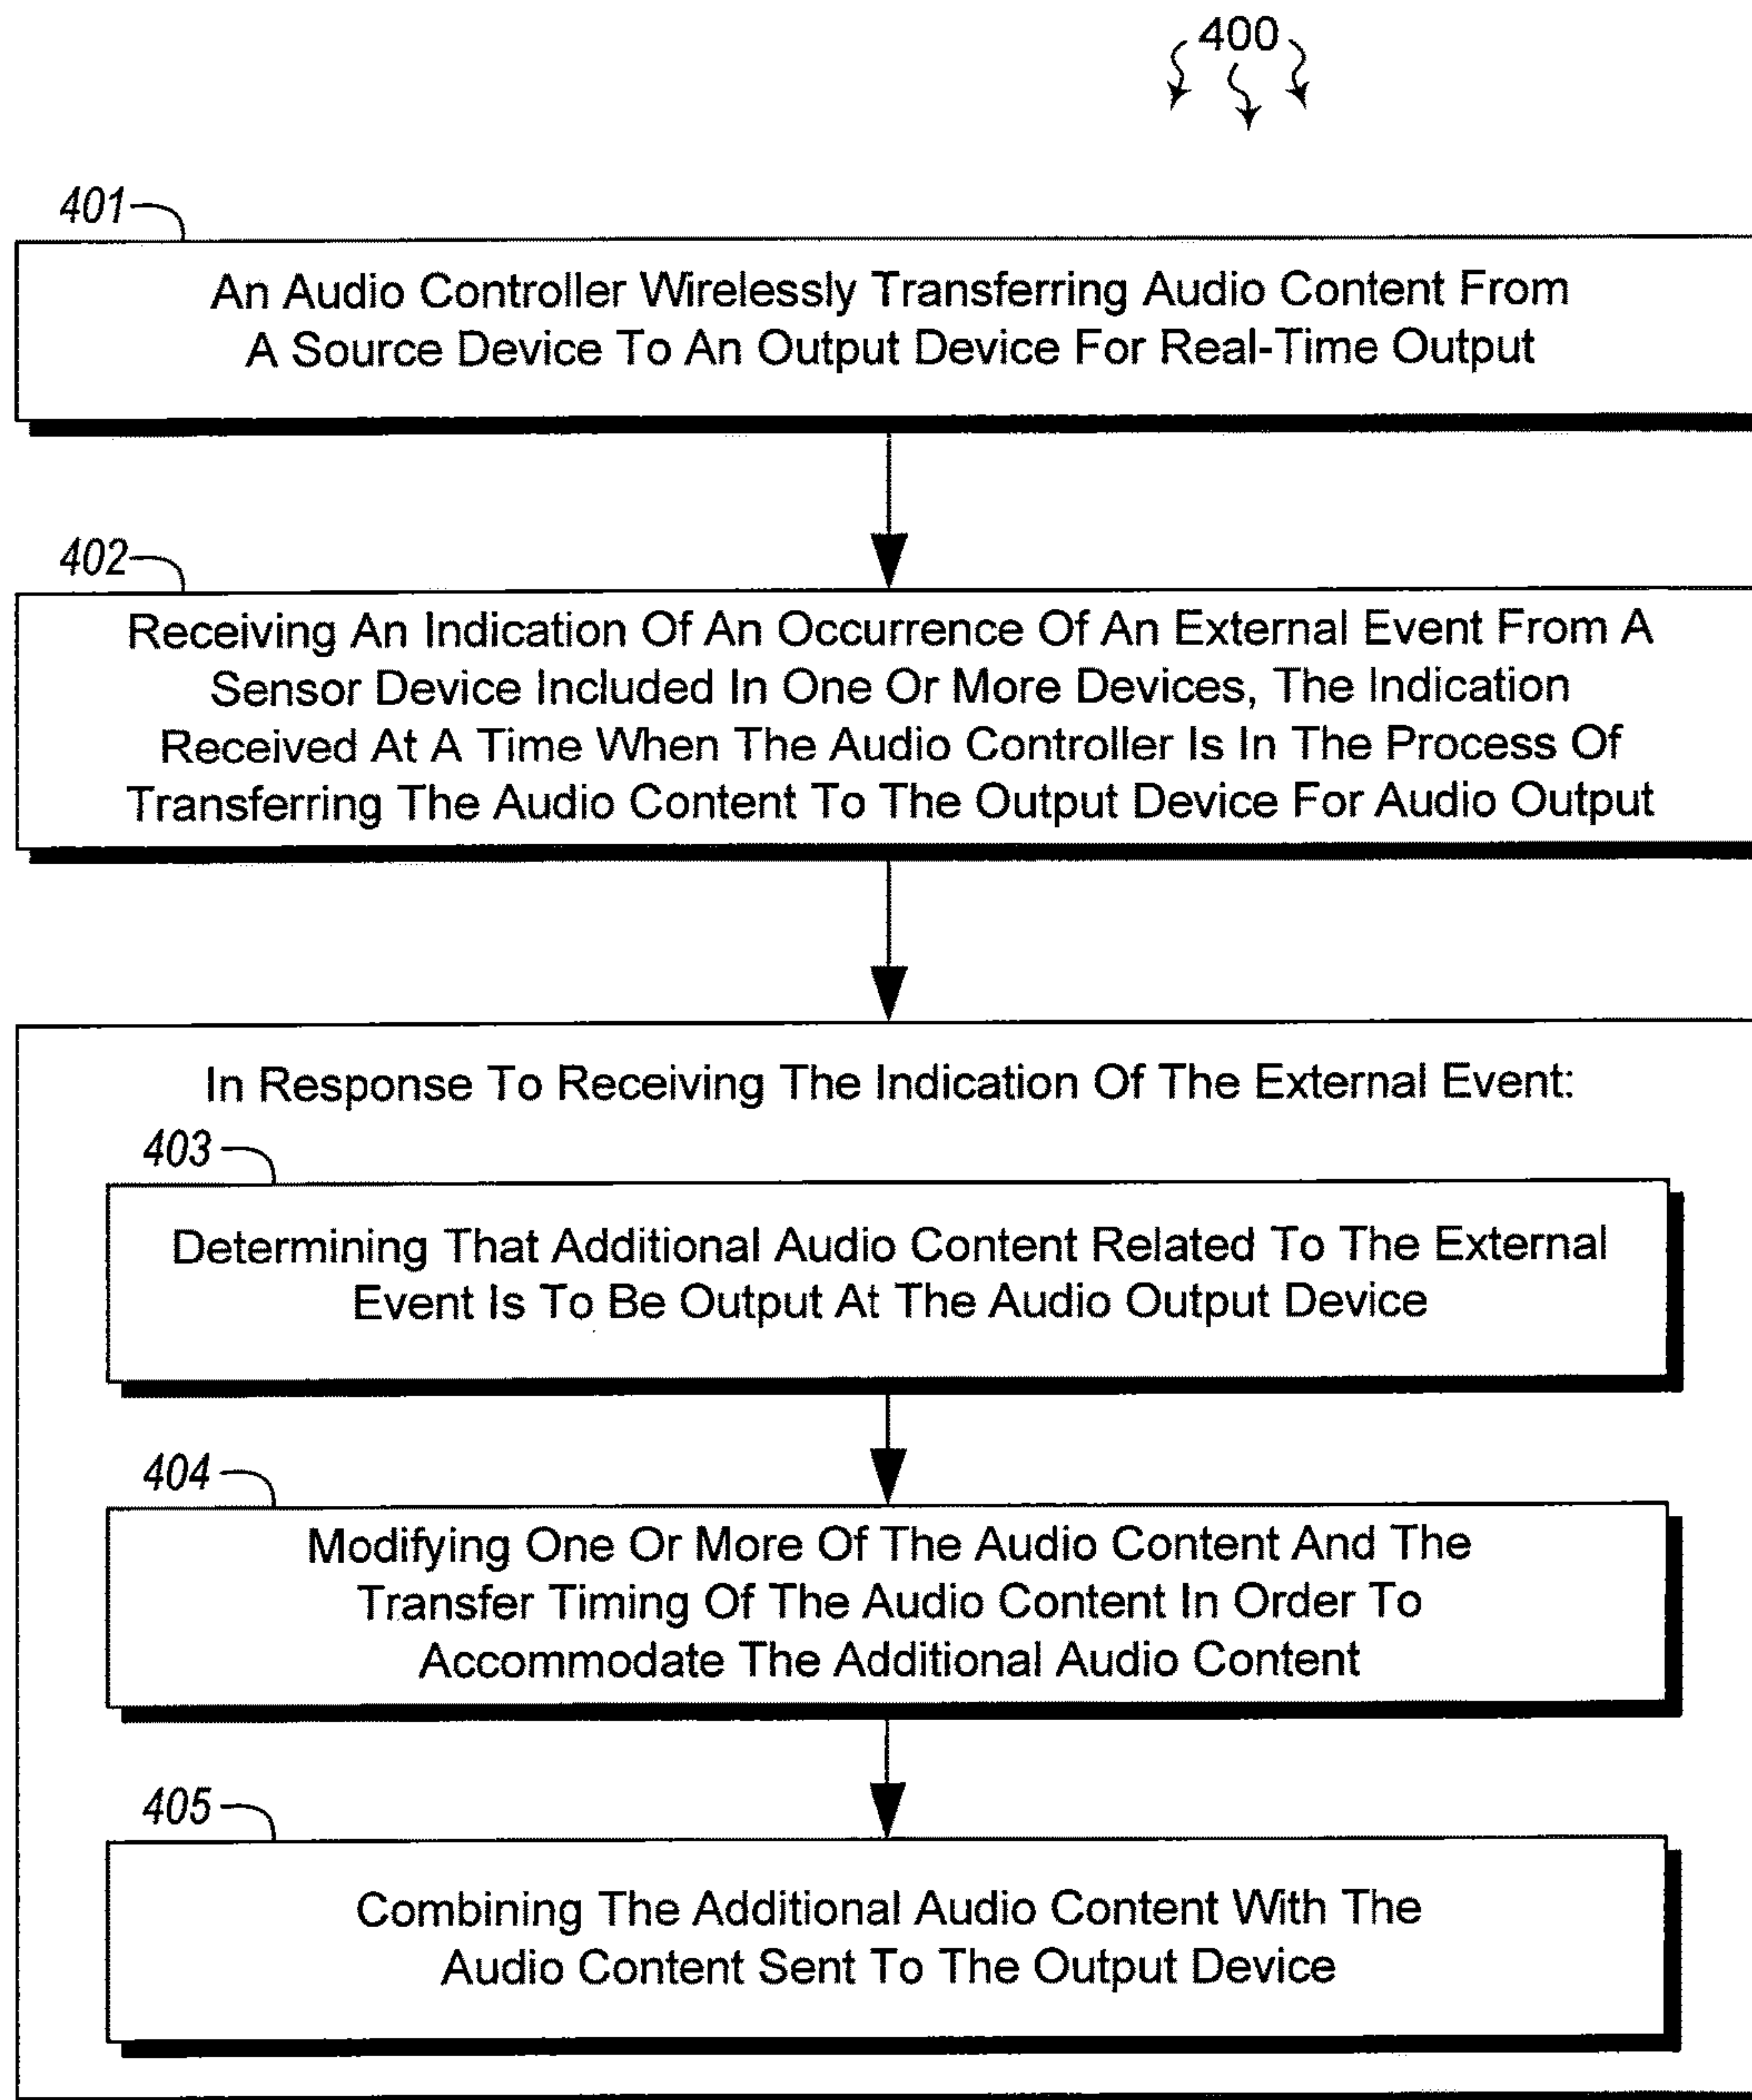 400
401
An Audio Controller Wirelessly Transferring Audio Content From
A Source Device To An Output Device For Real-Time Output
402
Receiving An Indication Of An Occurrence Of An External Event From A
Sensor Device Included In One Or More Devices, The Indication
Received At A Time When The Audio Controller Is In The Process Of
Transferring The Audio Content To The Output Device For Audio Output
In Response To Receiving The Indication Of The External Event:
403
Determining That Additional Audio Content Related To The External
Event Is To Be Output At The Audio Output Device
404
Modifying One Or More Of The Audio Content And The
Transfer Timing Of The Audio Content In Order To
Accommodate The Additional Audio Content
405
Combining The Additional Audio Content With The
Audio Content Sent To The Output Device